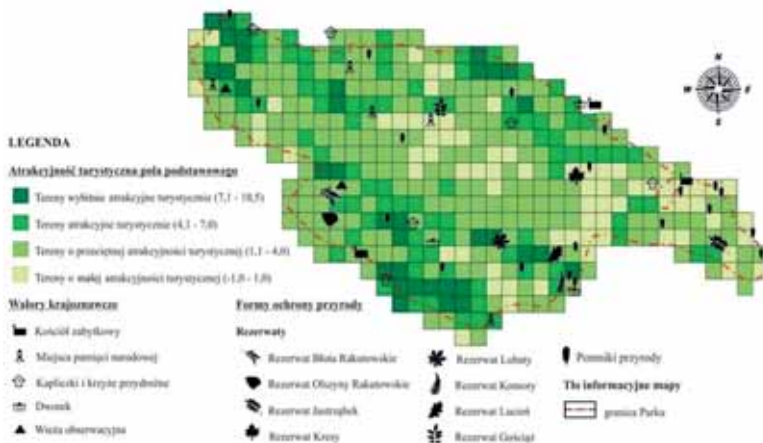 N
W E
S
LEGENDA
Atrakcyjność turystyczna pola podstawowego
Tereny wybitnie atrakcyjne turystycznie (7,1 - 10,5)
Tereny atrakcyjne turystycznie (4,1 - 7,0)
Tereny o przeciętnej atrakcyjności turystycznej (1,1 - 4,0)
Tereny o małej atrakcyjności turystycznej (-1,0 - 1,0)
Walory krajoznawcze
Kościół zabytkowy
Miejsca pamięci narodowej
Kapliczki i krzyże przydrożne
Dworek
Wieża obserwacyjna
Formy ochrony przyrody
Rezerwaty
Rezerwat Błota Rakutowskie
Rezerwat Olszyny Rakutowskie
Rezerwat Jastrząbek
Rezerwat Kresy
Rezerwat Lubaty
Rezerwat Komory
Rezerwat Lucień
Rezerwat Gościąż
Pomniki przyrody
Tło informacyjne mapy
granica Parku